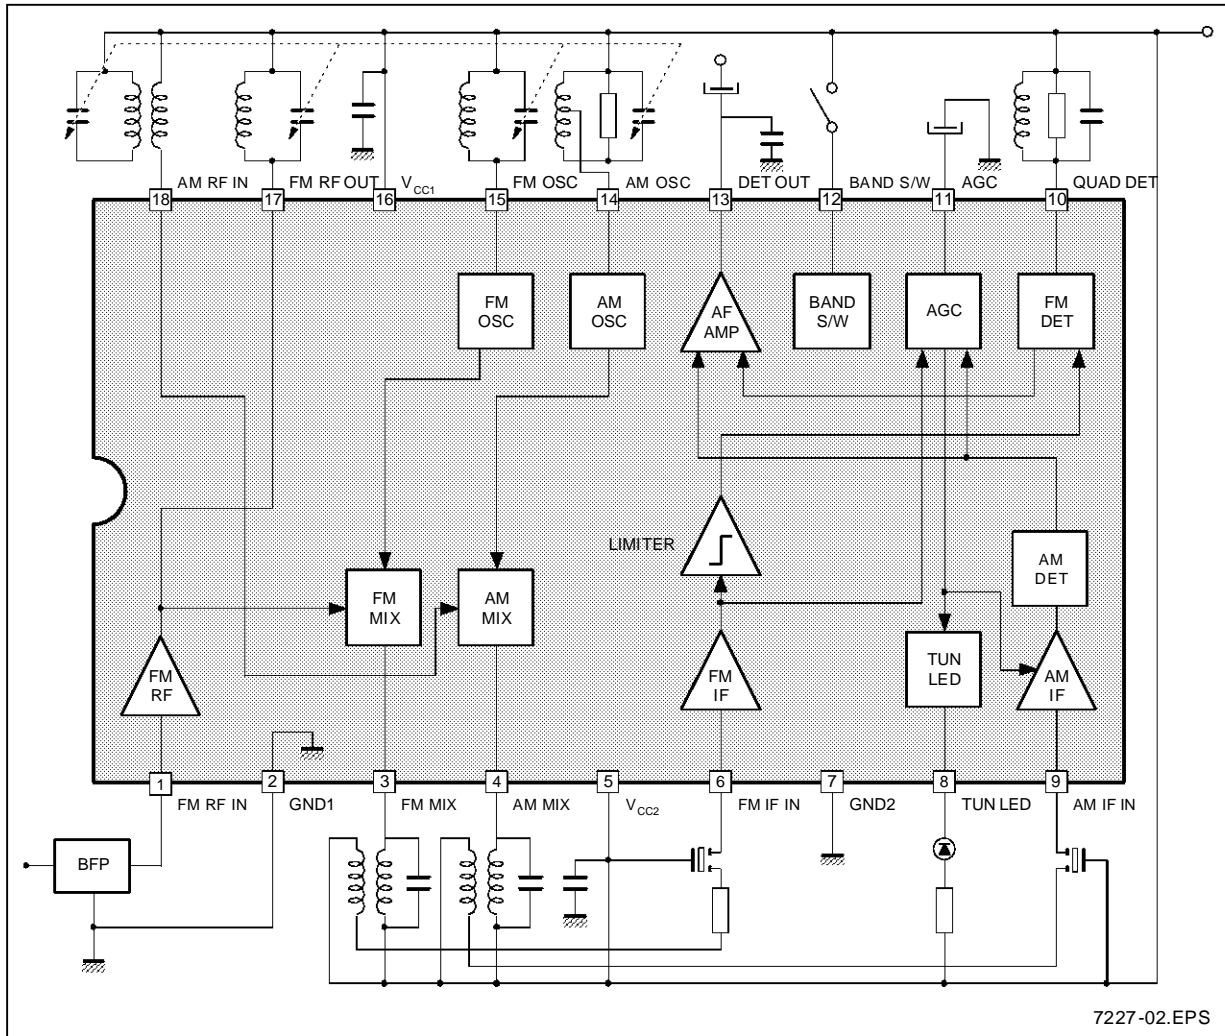 AM RF IN
FM RF OUT
VCC1
FM OSC
AM OSC
DET OUT
BAND S/W
AGC
QUAD DET
18
17
16
15
14
13
12
11
10
FM
OSC
AM
OSC
AF
AMP
BAND
S/W
AGC
FM
DET
LIMITER
FM
MIX
AM
MIX
AM
DET
FM
RF
FM
IF
TUN
LED
AM
IF
1
2
3
4
5
6
7
8
9
FM RF IN
GND1
FM MIX
AM MIX
VCC2
FM IF IN
GND2
TUN LED
AM IF IN
BFP
7227-02.EPS